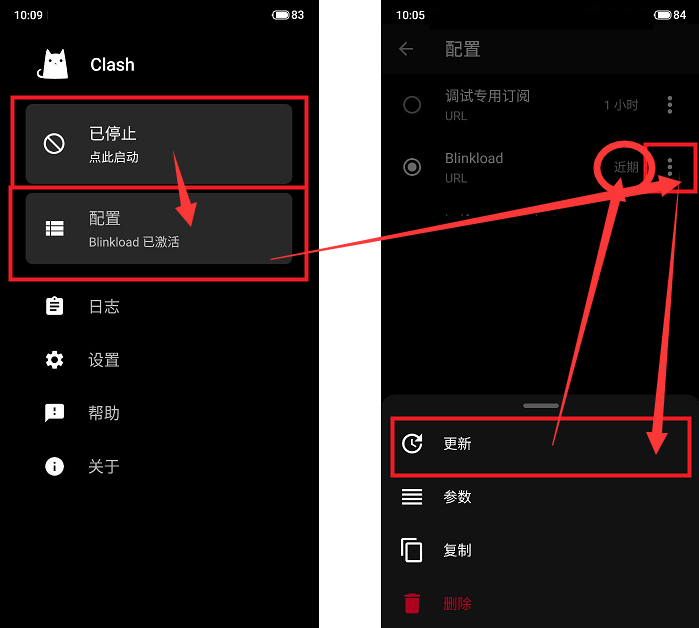 10:09
83
Clash
已停止
点此启动
配置
Blinkload 已激活
日志
设置
帮助
关于
10:05
84
配置
调试专用订阅
URL
1 小时
Blinkload
URL
近期
更新
参数
复制
删除